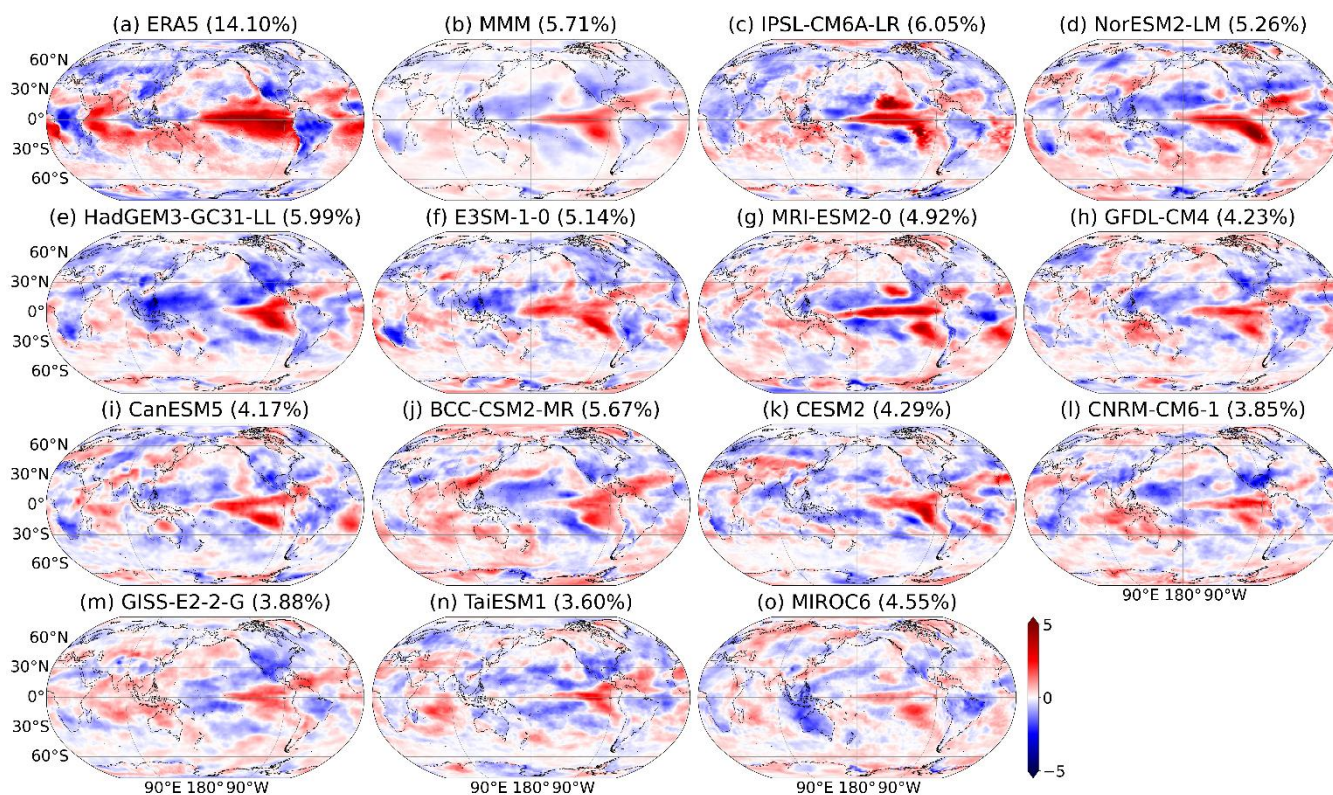 (a) ERA5 (14.10%) (b) MMM (5.71%) (c) IPSL-CM6A-LR (6.05%) (d) NorESM2-LM (5.26%)
60°N
30°N
0°
30°S
60°S
(e) HadGEM3-GC31-LL (5.99%) (f) E3SM-1-0 (5.14%) (g) MRI-ESM2-0 (4.92%) (h) GFDL-CM4 (4.23%)
60°N
30°N
0°
30°S
60°S
(i) CanESM5 (4.17%) (j) BCC-CSM2-MR (5.67%) (k) CESM2 (4.29%) (l) CNRM-CM6-1 (3.85%)
60°N
30°N
0°
30°S
60°S
90°E 180° 90°W
(m) GISS-E2-2-G (3.88%) (n) TaiESM1 (3.60%) (o) MIROC6 (4.55%)
60°N
30°N
0°
30°S
60°S
90°E 180° 90°W 90°E 180° 90°W 90°E 180° 90°W
5
0
−5